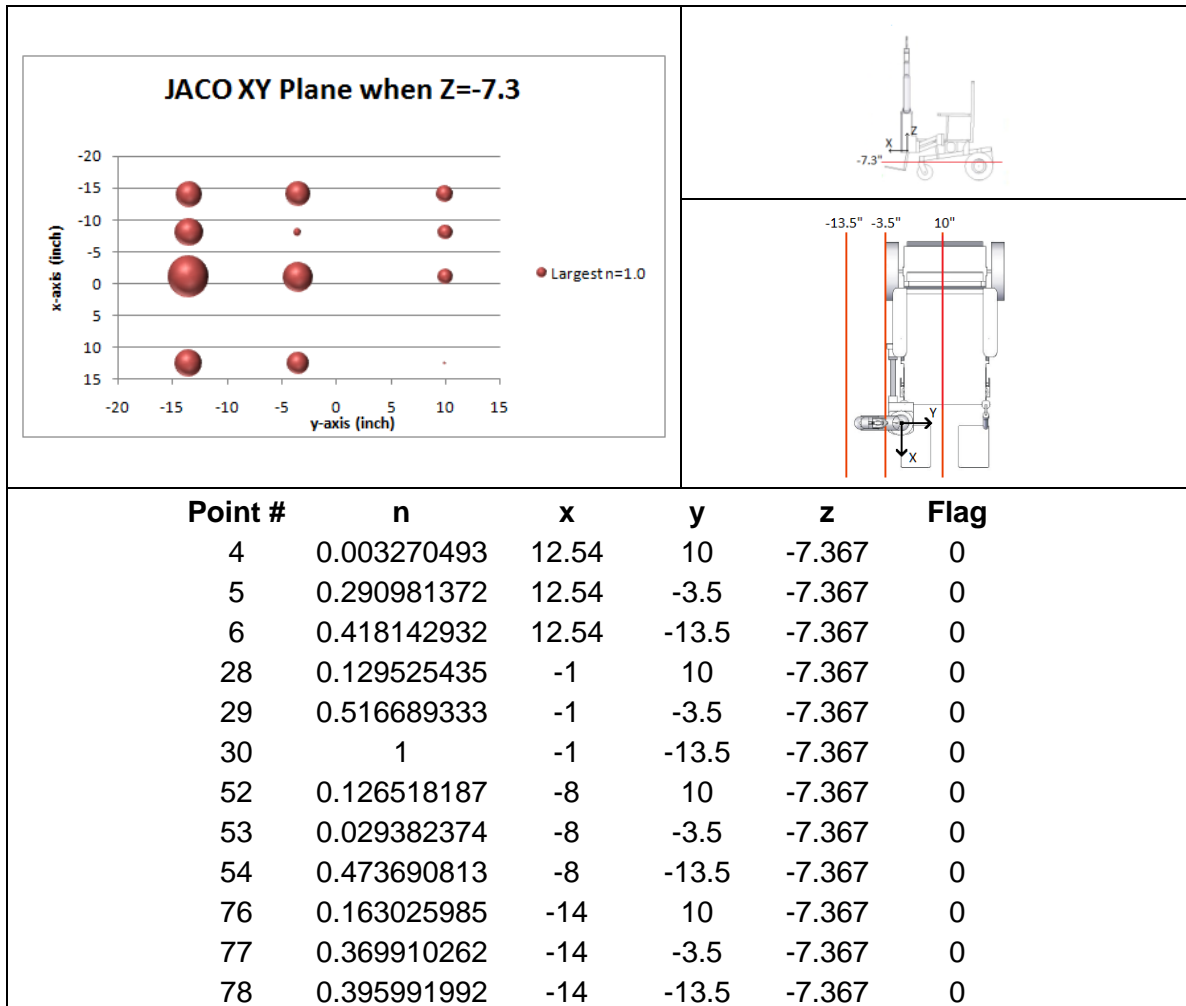 JACO XY Plane when Z=-7.3
-20
-15
-10
-5
0
5
10
15
x-axis (inch)
-20 -15 -10 -5 0 5 10 15
y-axis (inch)
Largest n=1.0
Z
X
-7.3"
-13.5" -3.5" 10"
Y
X
Point # n x y z Flag
4 0.003270493 12.54 10 -7.367 0
5 0.290981372 12.54 -3.5 -7.367 0
6 0.418142932 12.54 -13.5 -7.367 0
28 0.129525435 -1 10 -7.367 0
29 0.516689333 -1 -3.5 -7.367 0
30 1 -1 -13.5 -7.367 0
52 0.126518187 -8 10 -7.367 0
53 0.029382374 -8 -3.5 -7.367 0
54 0.473690813 -8 -13.5 -7.367 0
76 0.163025985 -14 10 -7.367 0
77 0.369910262 -14 -3.5 -7.367 0
78 0.395991992 -14 -13.5 -7.367 0